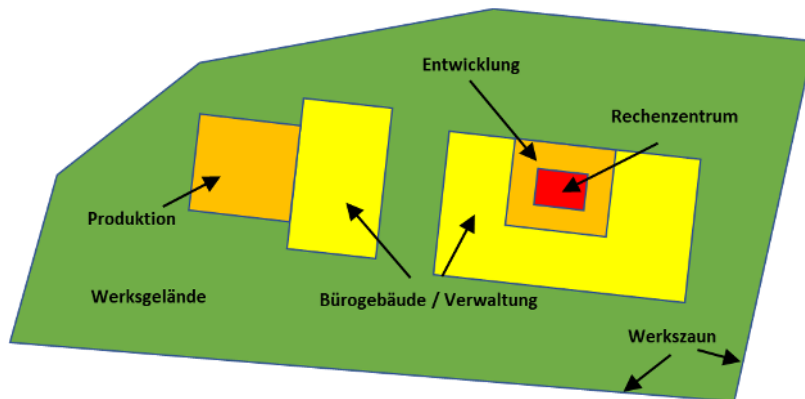 Entwicklung
Rechenzentrum
Produktion
Werksgelände
Bürogebäude / Verwaltung
Werkszaun